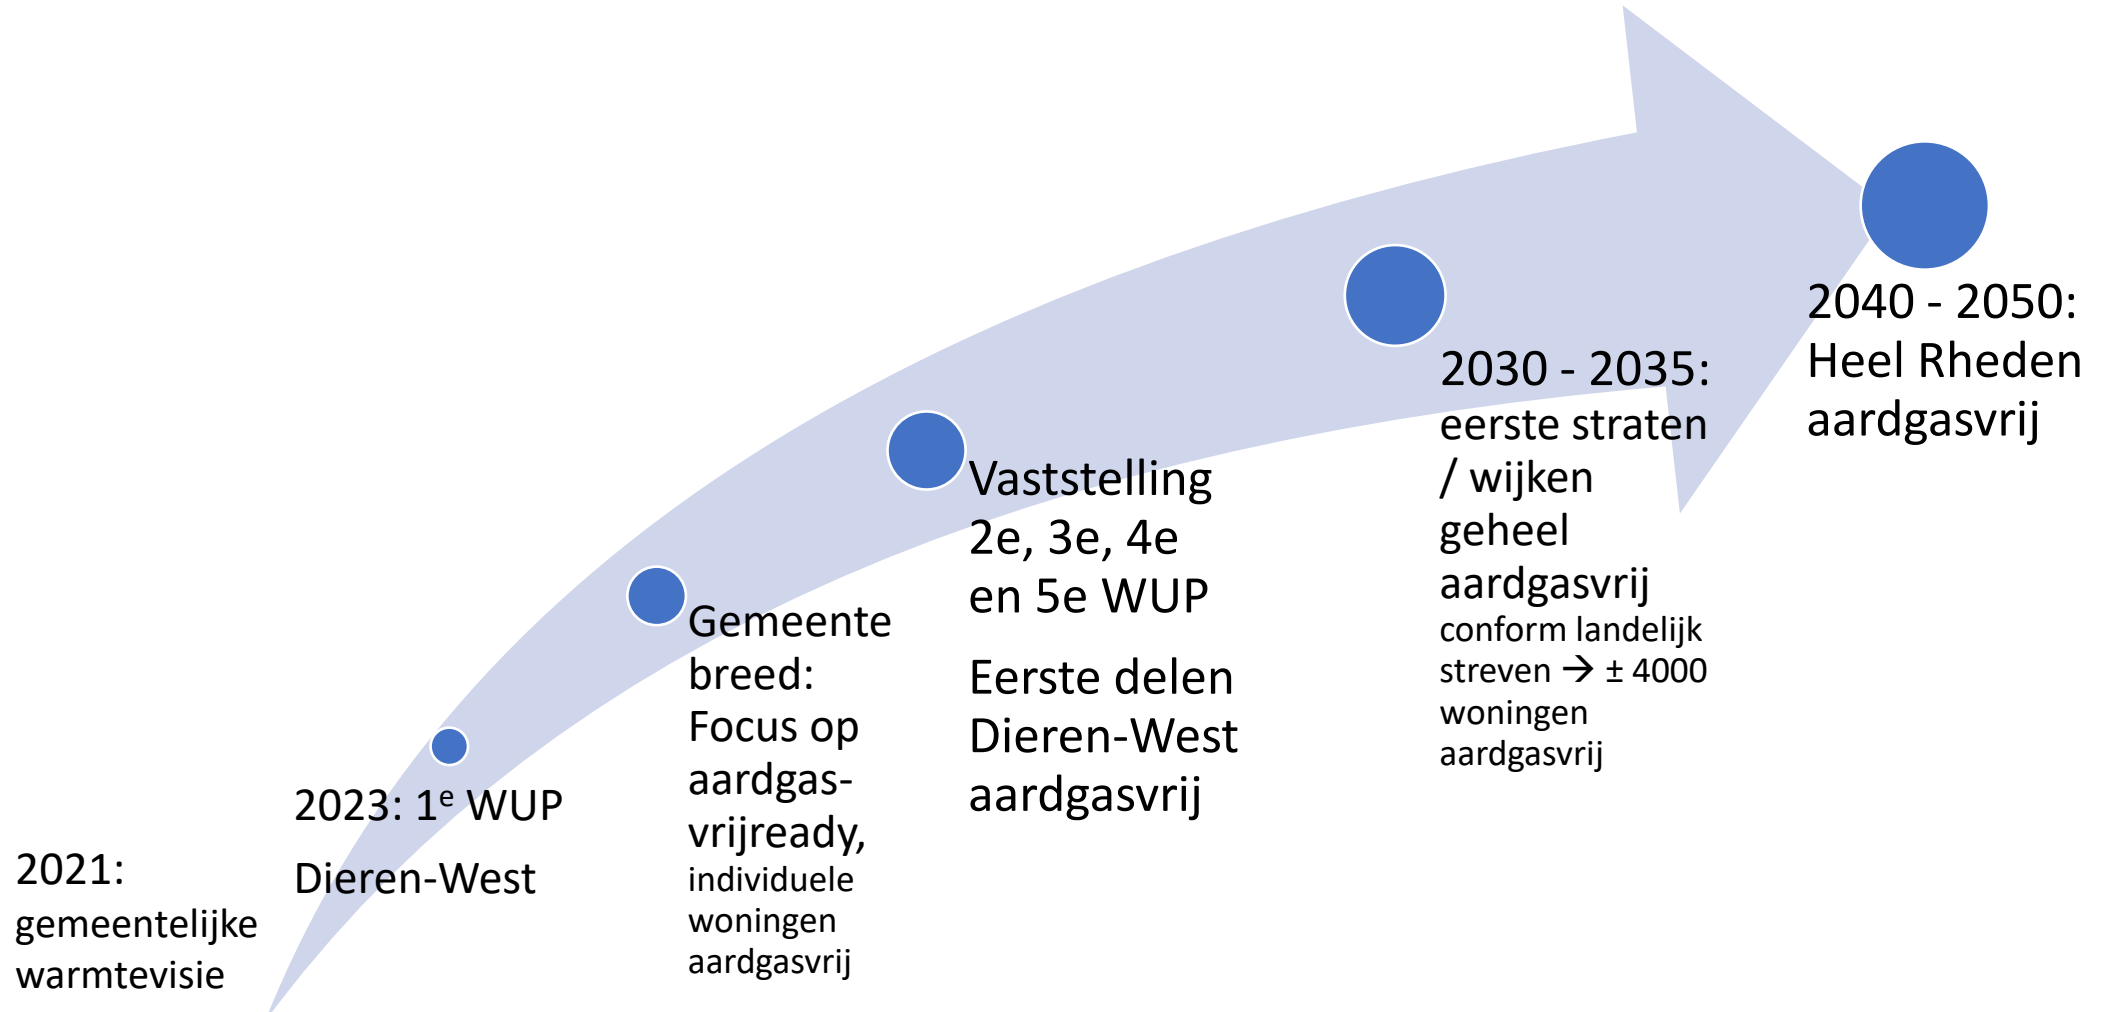 2021:
gemeentelijke
warmtevisie
2023: 1e WUP
Dieren-West
Gemeente
breed:
Focus op
aardgas-
vrijready,
individuele
woningen
aardgasvrij
Vaststelling
2e, 3e, 4e
en 5e WUP
Eerste delen
Dieren-West
aardgasvrij
2030 - 2035:
eerste straten
/ wijken
geheel
aardgasvrij
conform landelijk
streven → ± 4000
woningen
aardgasvrij
2040 - 2050:
Heel Rheden
aardgasvrij